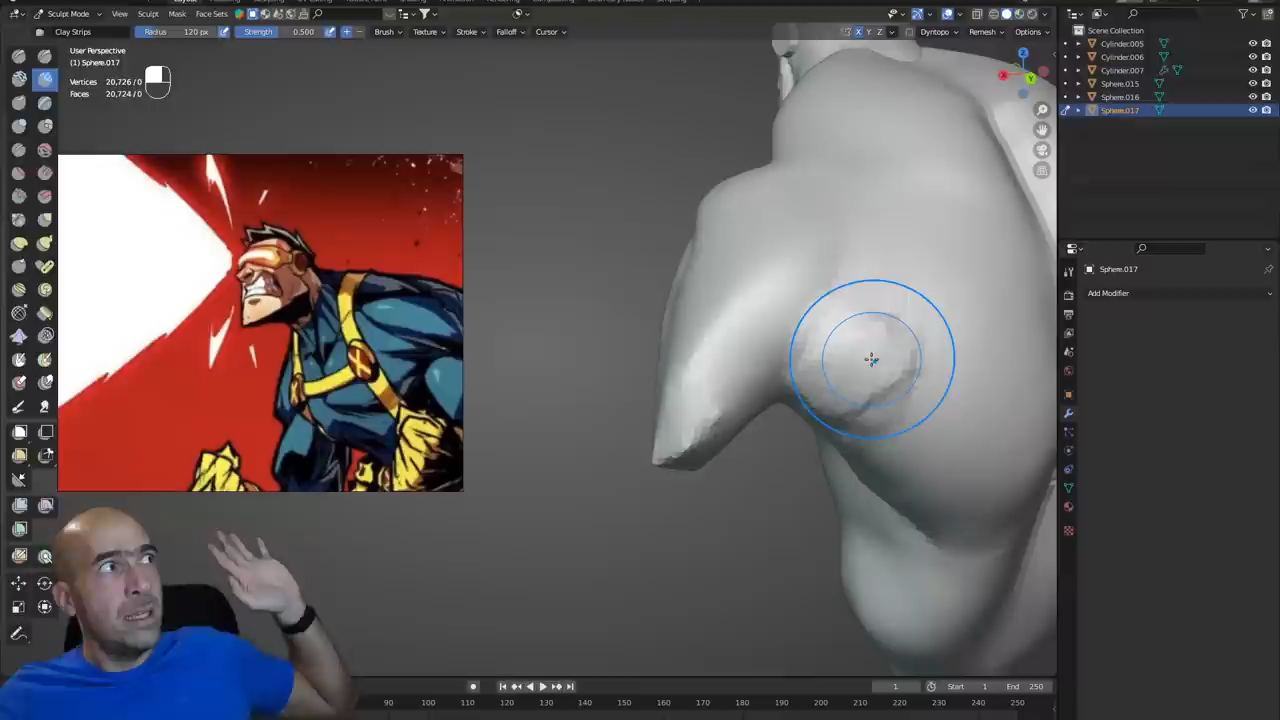 Sculpt Mode View Sculpt Mask Face Sets
Clay Strips Radius 120 px Strength 0.500 Brush Texture Stroke Falloff Cursor X Y Z Dyntopo Remesh Options
User Perspective
(1) Sphere.017
Vertices 20,726 / 0
Faces 20,724 / 0
Z
X
Y
Scene Collection
Cylinder.005
Cylinder.006
Cylinder.007
Sphere.015
Sphere.016
Sphere.017
Sphere.017
Add Modifier
1 Start 1 End 250
90 100 110 120 130 140 150 160 170 180 190 200 210 220 230 240 250